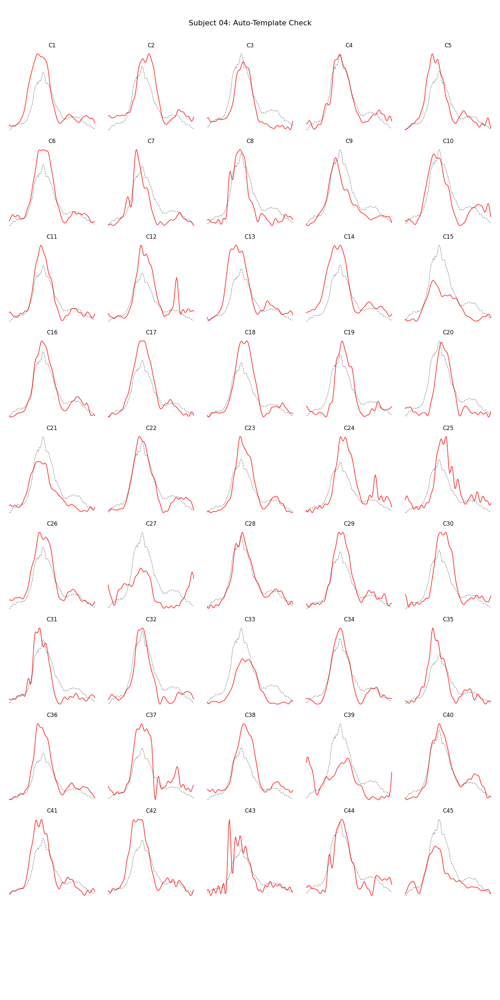 Subject 04: Auto-Template Check
C1 C2 C3 C4 C5
C6 C7 C8 C9 C10
C11 C12 C13 C14 C15
C16 C17 C18 C19 C20
C21 C22 C23 C24 C25
C26 C27 C28 C29 C30
C31 C32 C33 C34 C35
C36 C37 C38 C39 C40
C41 C42 C43 C44 C45